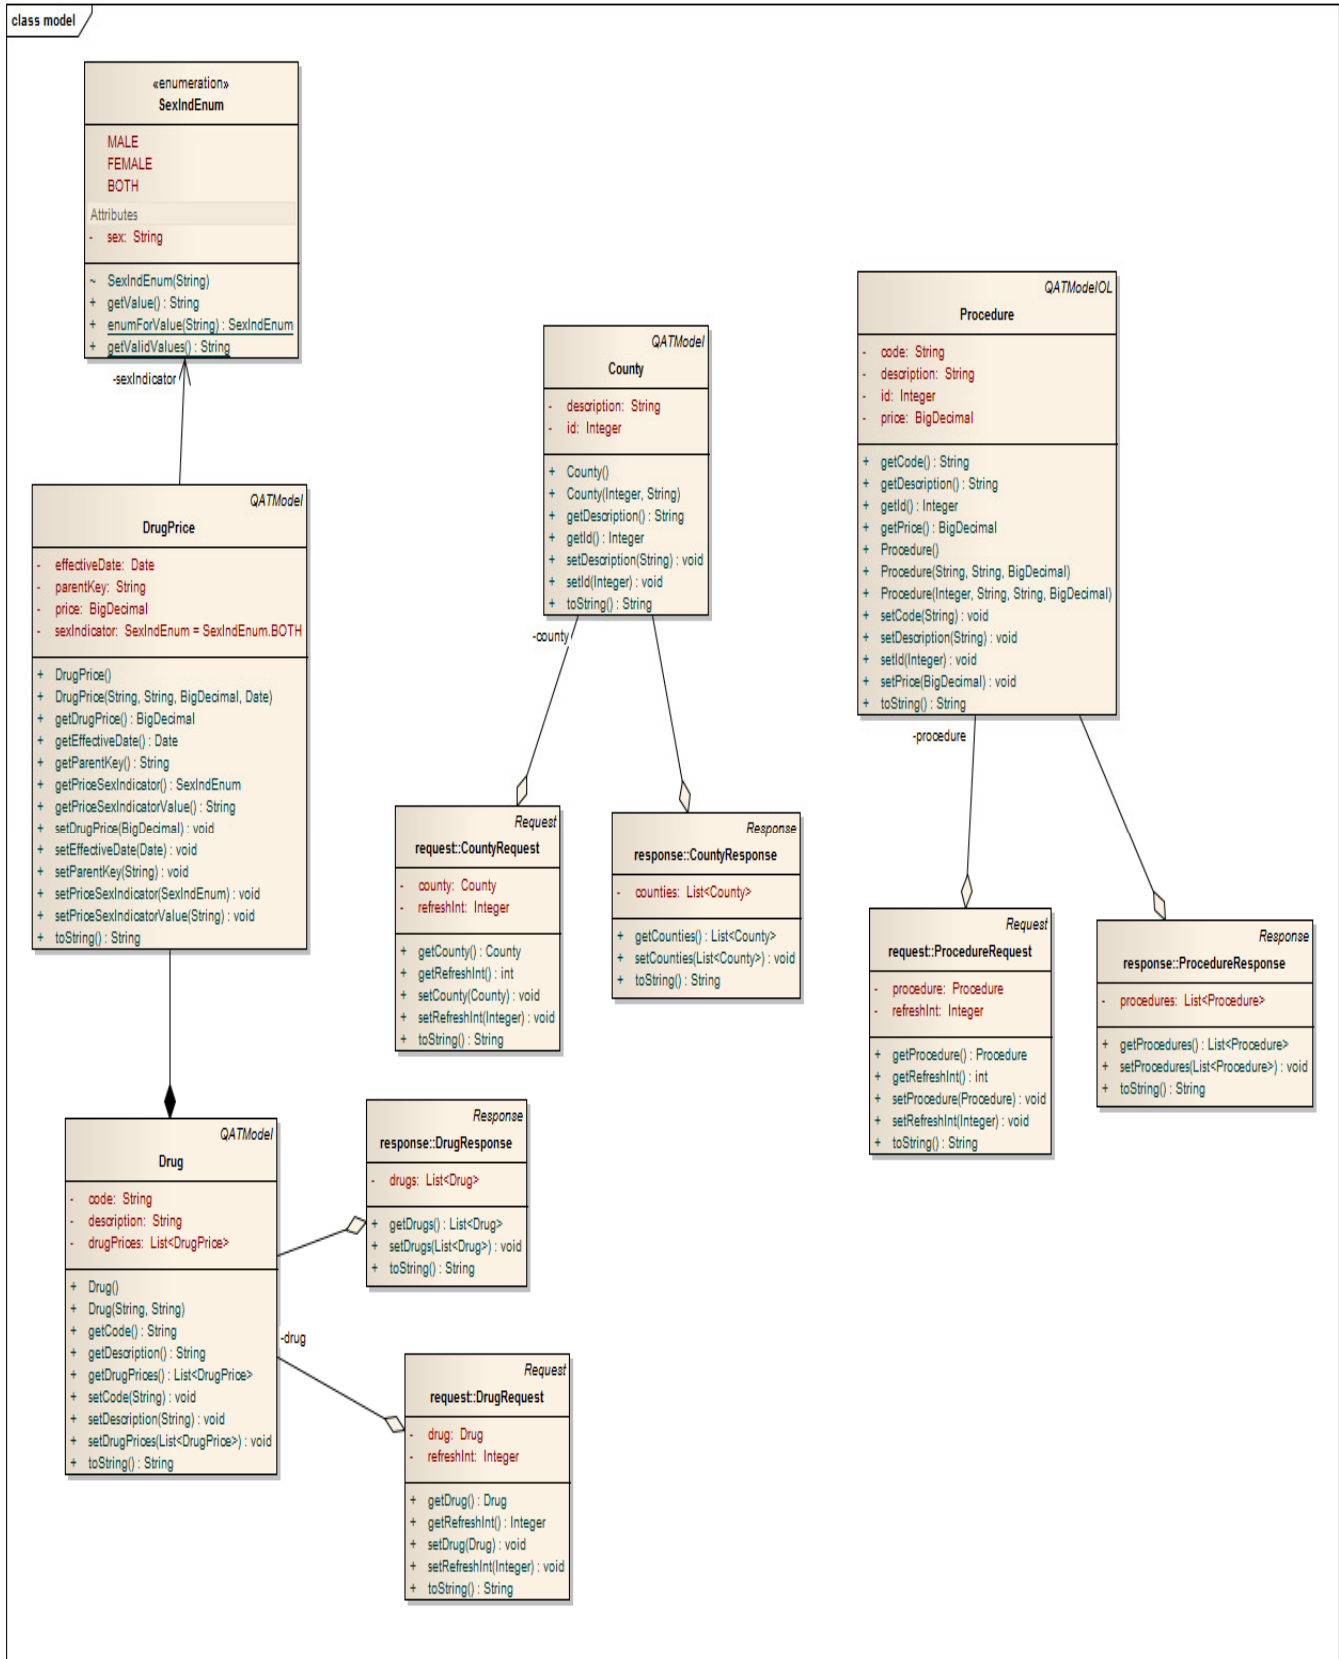 class model
«enumeration»
SexIndEnum
MALE
FEMALE
BOTH
Attributes
- sex: String
~ SexIndEnum(String)
+ getValue() : String
+ enumForValue(String) : SexIndEnum
+ getValidValues() : String
-sexIndicator
QATModel
DrugPrice
- effectiveDate: Date
- parentKey: String
- price: BigDecimal
- sexIndicator: SexIndEnum = SexIndEnum.BOTH
+ DrugPrice()
+ DrugPrice(String, String, BigDecimal, Date)
+ getDrugPrice() : BigDecimal
+ getEffectiveDate() : Date
+ getParentKey() : String
+ getPriceSexIndicator() : SexIndEnum
+ getPriceSexIndicatorValue() : String
+ setDrugPrice(BigDecimal) : void
+ setEffectiveDate(Date) : void
+ setParentKey(String) : void
+ setPriceSexIndicator(SexIndEnum) : void
+ setPriceSexIndicatorValue(String) : void
+ toString() : String
QATModel
County
- description: String
- id: Integer
+ County()
+ County(Integer, String)
+ getDescription() : String
+ getId() : Integer
+ setDescription(String) : void
+ setId(Integer) : void
+ toString() : String
-county
QATModelOL
Procedure
- code: String
- description: String
- id: Integer
- price: BigDecimal
+ getCode() : String
+ getDescription() : String
+ getId() : Integer
+ getPrice() : BigDecimal
+ Procedure()
+ Procedure(String, String, BigDecimal)
+ Procedure(Integer, String, String, BigDecimal)
+ setCode(String) : void
+ setDescription(String) : void
+ setId(Integer) : void
+ setPrice(BigDecimal) : void
+ toString() : String
-procedure
Request
request::CountyRequest
- county: County
- refreshInt: Integer
+ getCounty() : County
+ getRefreshInt() : int
+ setCounty(County) : void
+ setRefreshInt(Integer) : void
+ toString() : String
Response
response::CountyResponse
- counties: List<County>
+ getCounties() : List<County>
+ setCounties(List<County>) : void
+ toString() : String
Request
request::ProcedureRequest
- procedure: Procedure
- refreshInt: Integer
+ getProcedure() : Procedure
+ getRefreshInt() : int
+ setProcedure(Procedure) : void
+ setRefreshInt(Integer) : void
+ toString() : String
Response
response::ProcedureResponse
- procedures: List<Procedure>
+ getProcedures() : List<Procedure>
+ setProcedures(List<Procedure>) : void
+ toString() : String
QATModel
Drug
- code: String
- description: String
- drugPrices: List<DrugPrice>
+ Drug()
+ Drug(String, String)
+ getCode() : String
+ getDescription() : String
+ getDrugPrices() : List<DrugPrice>
+ setCode(String) : void
+ setDescription(String) : void
+ setDrugPrices(List<DrugPrice>) : void
+ toString() : String
-drug
Response
response::DrugResponse
- drugs: List<Drug>
+ getDrugs() : List<Drug>
+ setDrugs(List<Drug>) : void
+ toString() : String
Request
request::DrugRequest
- drug: Drug
- refreshInt: Integer
+ getDrug() : Drug
+ getRefreshInt() : Integer
+ setDrug(Drug) : void
+ setRefreshInt(Integer) : void
+ toString() : String